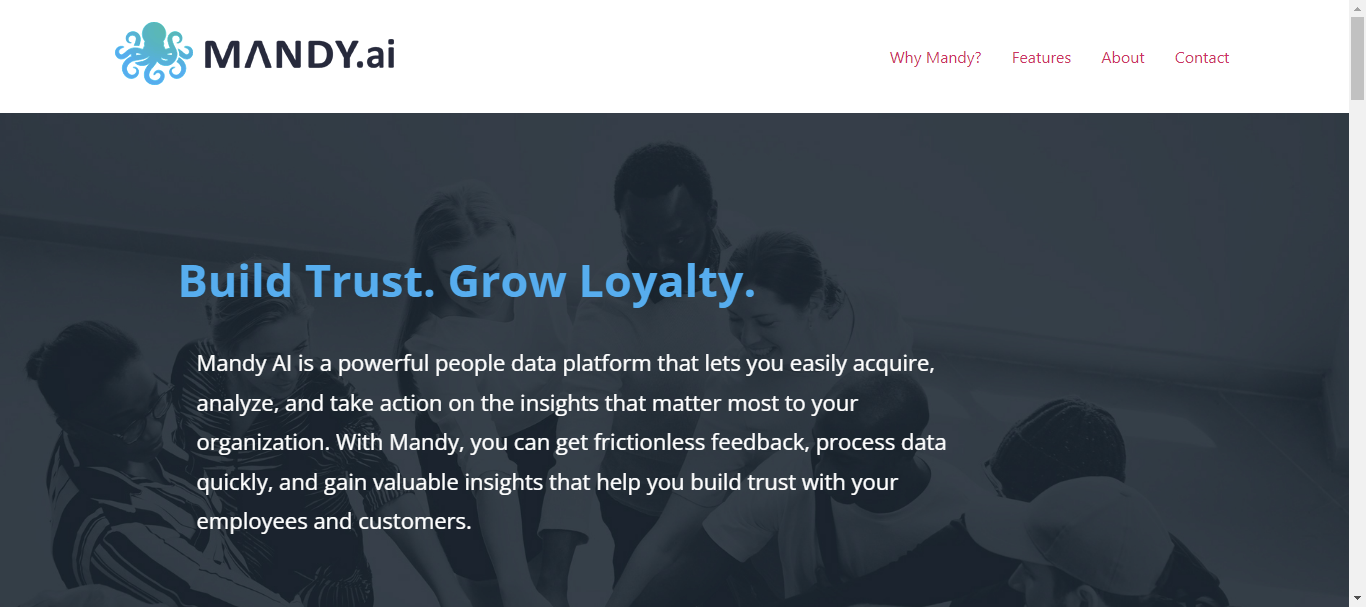 MANDY.ai
Why Mandy?
Features
About
Contact
Build Trust. Grow Loyalty.
Mandy AI is a powerful people data platform that lets you easily acquire,
analyze, and take action on the insights that matter most to your
organization. With Mandy, you can get frictionless feedback, process data
quickly, and gain valuable insights that help you build trust with your
employees and customers.